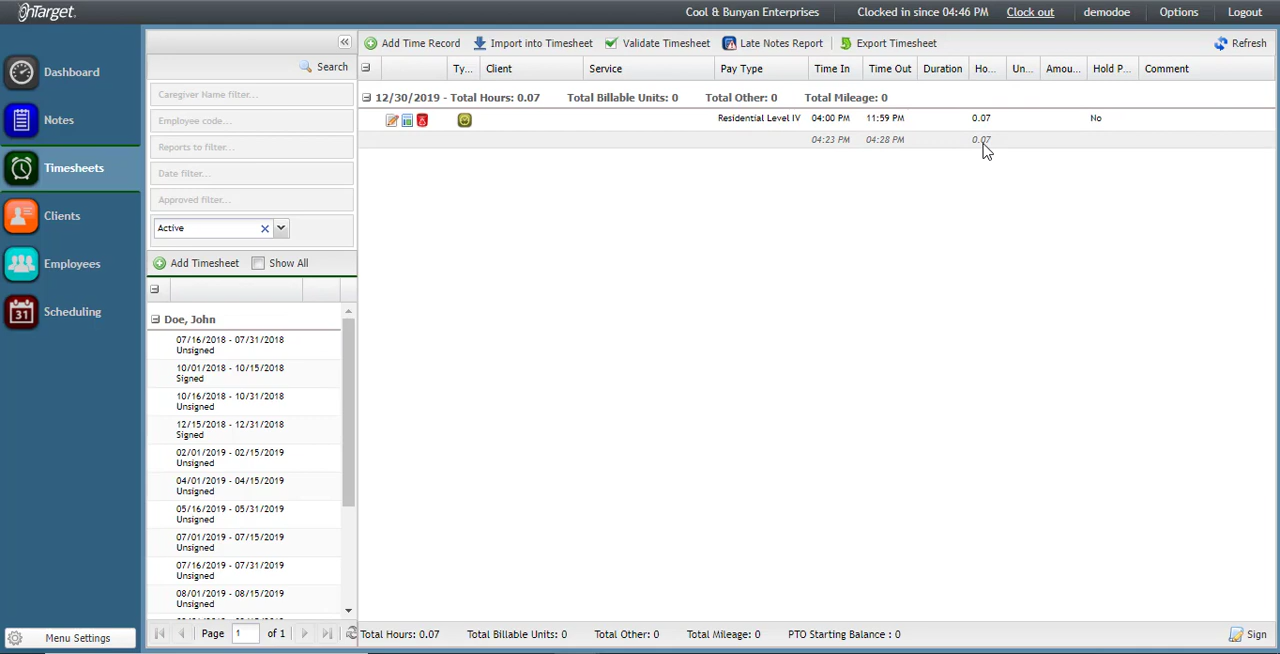 OnTarget.
Cool & Bunyan Enterprises
Clocked in since 04:46 PM
Clock out
demodoe
Options
Logout
Dashboard
Notes
Timesheets
Clients
Employees
31
Scheduling
Menu Settings
Search
Caregiver Name filter...
Employee code...
Reports to filter...
Date filter...
Approved filter...
Active
Add Timesheet
Show All
Doe, John
07/16/2018 - 07/31/2018
Unsigned
10/01/2018 - 10/15/2018
Signed
10/16/2018 - 10/31/2018
Unsigned
12/15/2018 - 12/31/2018
Signed
02/01/2019 - 02/15/2019
Unsigned
04/01/2019 - 04/15/2019
Unsigned
05/16/2019 - 05/31/2019
Unsigned
07/01/2019 - 07/15/2019
Unsigned
07/16/2019 - 07/31/2019
Unsigned
08/01/2019 - 08/15/2019
Unsigned
Page 1 of 1
Add Time Record
Import into Timesheet
Validate Timesheet
Late Notes Report
Export Timesheet
Refresh
Ty... Client Service Pay Type Time In Time Out Duration Ho... Un... Amou... Hold P... Comment
12/30/2019 - Total Hours: 0.07 Total Billable Units: 0 Total Other: 0 Total Mileage: 0
Residential Level IV 04:00 PM 11:59 PM 0.07 No
04:23 PM 04:28 PM 0.07
Total Hours: 0.07 Total Billable Units: 0 Total Other: 0 Total Mileage: 0 PTO Starting Balance : 0
Sign